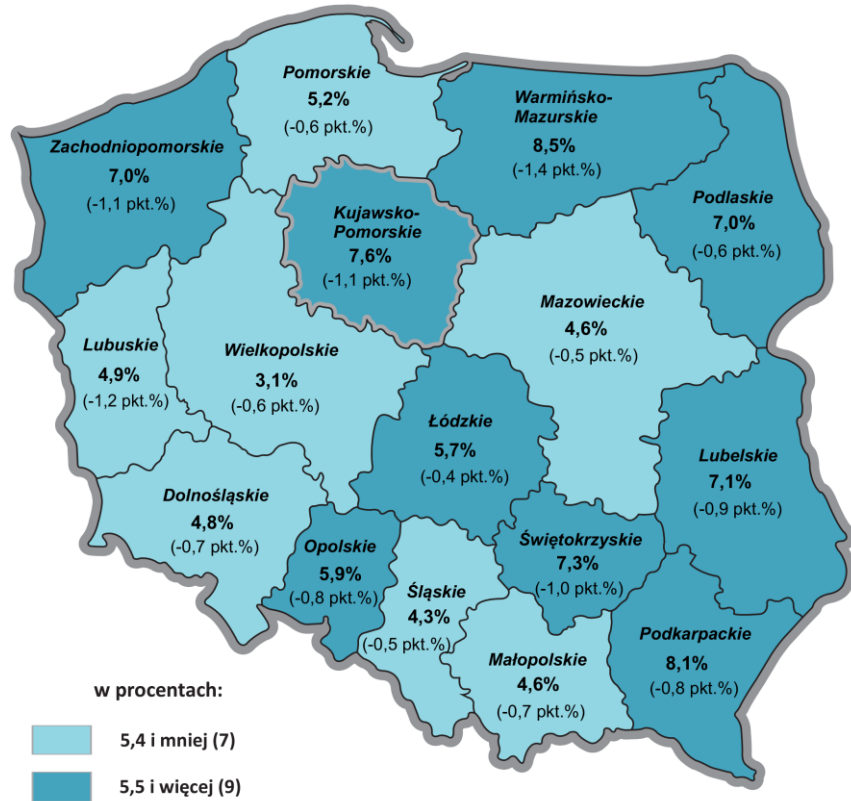 Pomorskie
5,2%
(-0,6 pkt.%)
Warmińsko-
Mazurskie
8,5%
(-1,4 pkt.%)
Zachodniopomorskie
7,0%
(-1,1 pkt.%)
Kujawsko-
Pomorskie
7,6%
(-1,1 pkt.%)
Podlaskie
7,0%
(-0,6 pkt.%)
Mazowieckie
4,6%
(-0,5 pkt.%)
Lubuskie
4,9%
(-1,2 pkt.%)
Wielkopolskie
3,1%
(-0,6 pkt.%)
Łódzkie
5,7%
(-0,4 pkt.%)
Lubelskie
7,1%
(-0,9 pkt.%)
Dolnośląskie
4,8%
(-0,7 pkt.%)
Opolskie
5,9%
(-0,8 pkt.%)
Świętokrzyskie
7,3%
(-1,0 pkt.%)
Śląskie
4,3%
(-0,5 pkt.%)
Małopolskie
4,6%
(-0,7 pkt.%)
Podkarpackie
8,1%
(-0,8 pkt.%)
w procentach:
5,4 i mniej (7)
5,5 i więcej (9)